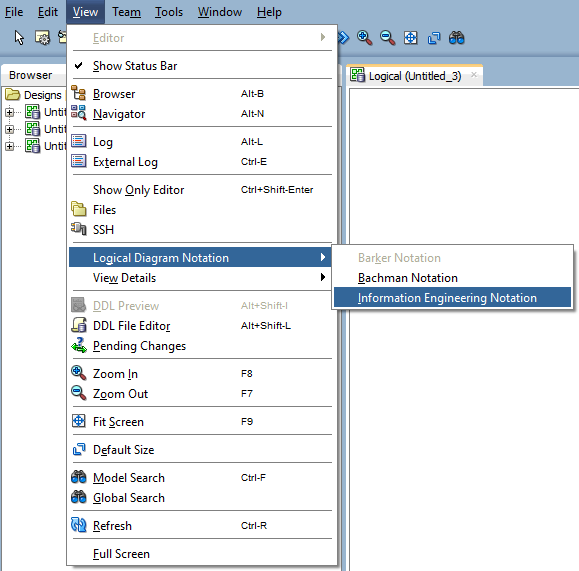 File Edit View Team Tools Window Help
Editor
Show Status Bar
Browser
Logical (Untitled_3)
Browser Alt-B
Designs
Navigator Alt-N
Unti
Unti
Log Alt-L
Unti
External Log Ctrl-E
Show Only Editor Ctrl+Shift-Enter
Files
SSH
Logical Diagram Notation
Barker Notation
View Details
Bachman Notation
Information Engineering Notation
DDL Preview Alt+Shift-I
DDL File Editor Alt+Shift-L
Pending Changes
Zoom In F8
Zoom Out F7
Fit Screen F9
Default Size
Model Search Ctrl-F
Global Search
Refresh Ctrl-R
Full Screen